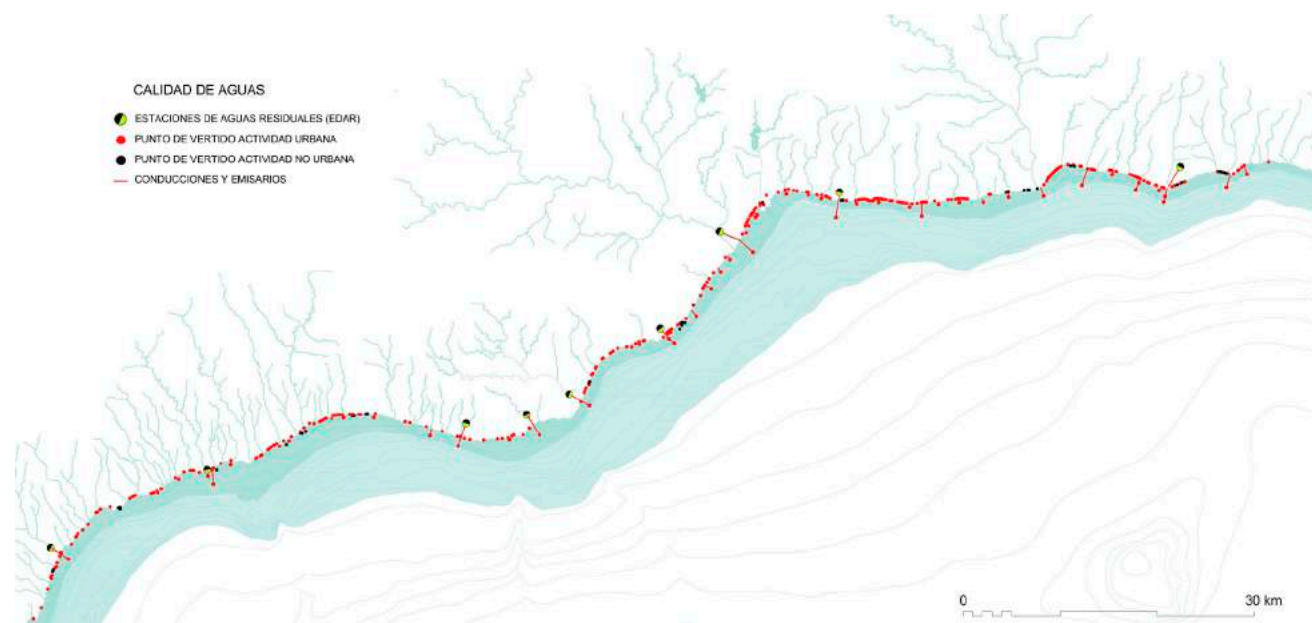 CALIDAD DE AGUAS
ESTACIONES DE AGUAS RESIDUALES (EDAR)
PUNTO DE VERTIDO ACTIVIDAD URBANA
PUNTO DE VERTIDO ACTIVIDAD NO URBANA
CONDUCCIONES Y EMISARIOS
0 30 km